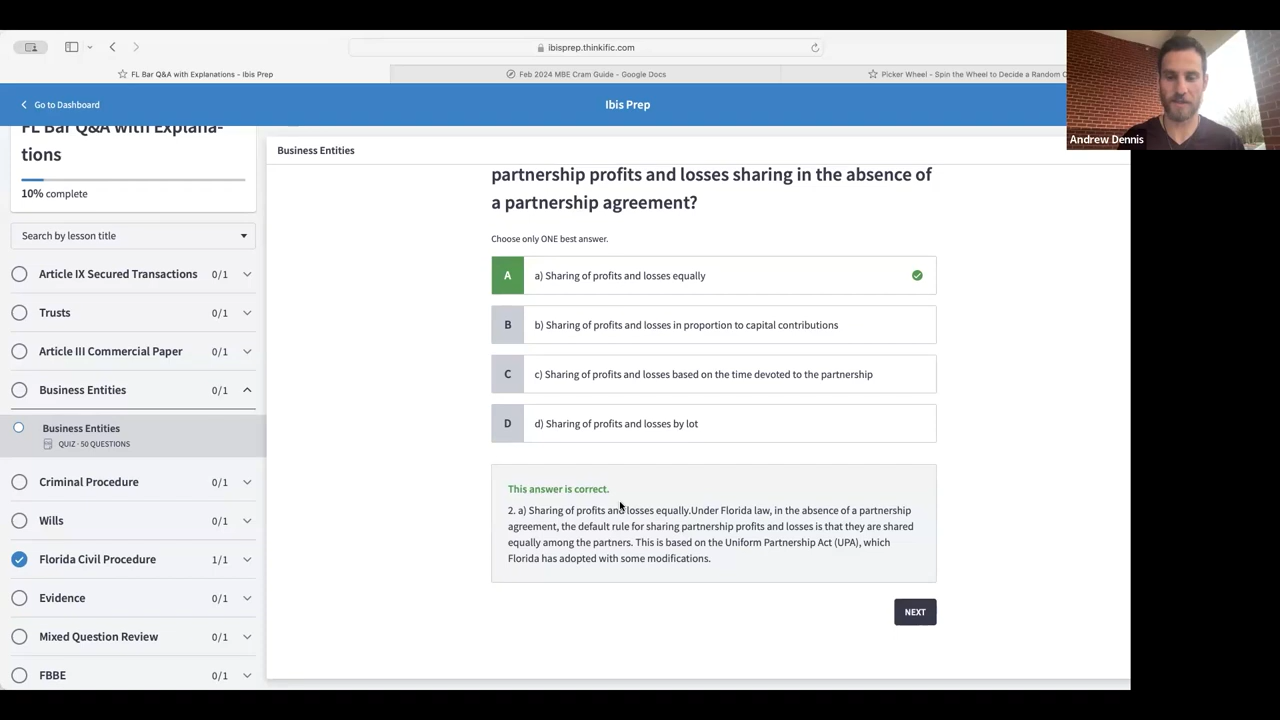 ibisprep.thinkific.com
FL Bar Q&A with Explanations - Ibis Prep
Feb 2024 MBE Cram Guide - Google Docs
Picker Wheel - Spin the Wheel to Decide a Random
Go to Dashboard
Ibis Prep
Andrew Dennis
FL Bar Q&A with Explana-
tions
10% complete
Search by lesson title
Article IX Secured Transactions 0/1
Trusts 0/1
Article III Commercial Paper 0/1
Business Entities 0/1
Business Entities
QUIZ · 50 QUESTIONS
Criminal Procedure 0/1
Wills 0/1
Florida Civil Procedure 1/1
Evidence 0/1
Mixed Question Review 0/1
FBBE 0/1
Business Entities
partnership profits and losses sharing in the absence of
a partnership agreement?
Choose only ONE best answer.
A a) Sharing of profits and losses equally
B b) Sharing of profits and losses in proportion to capital contributions
C c) Sharing of profits and losses based on the time devoted to the partnership
D d) Sharing of profits and losses by lot
This answer is correct.
2. a) Sharing of profits and losses equally.Under Florida law, in the absence of a partnership
agreement, the default rule for sharing partnership profits and losses is that they are shared
equally among the partners. This is based on the Uniform Partnership Act (UPA), which
Florida has adopted with some modifications.
NEXT